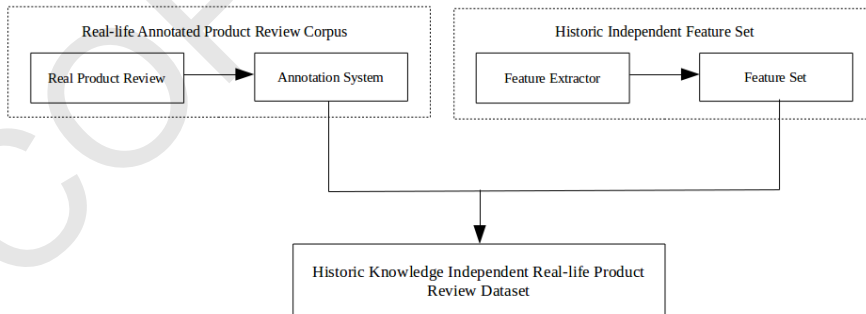 Real-life Annotated Product Review Corpus
Historic Independent Feature Set
Real Product Review
Annotation System
Feature Extractor
Feature Set
Historic Knowledge Independent Real-life Product
Review Dataset